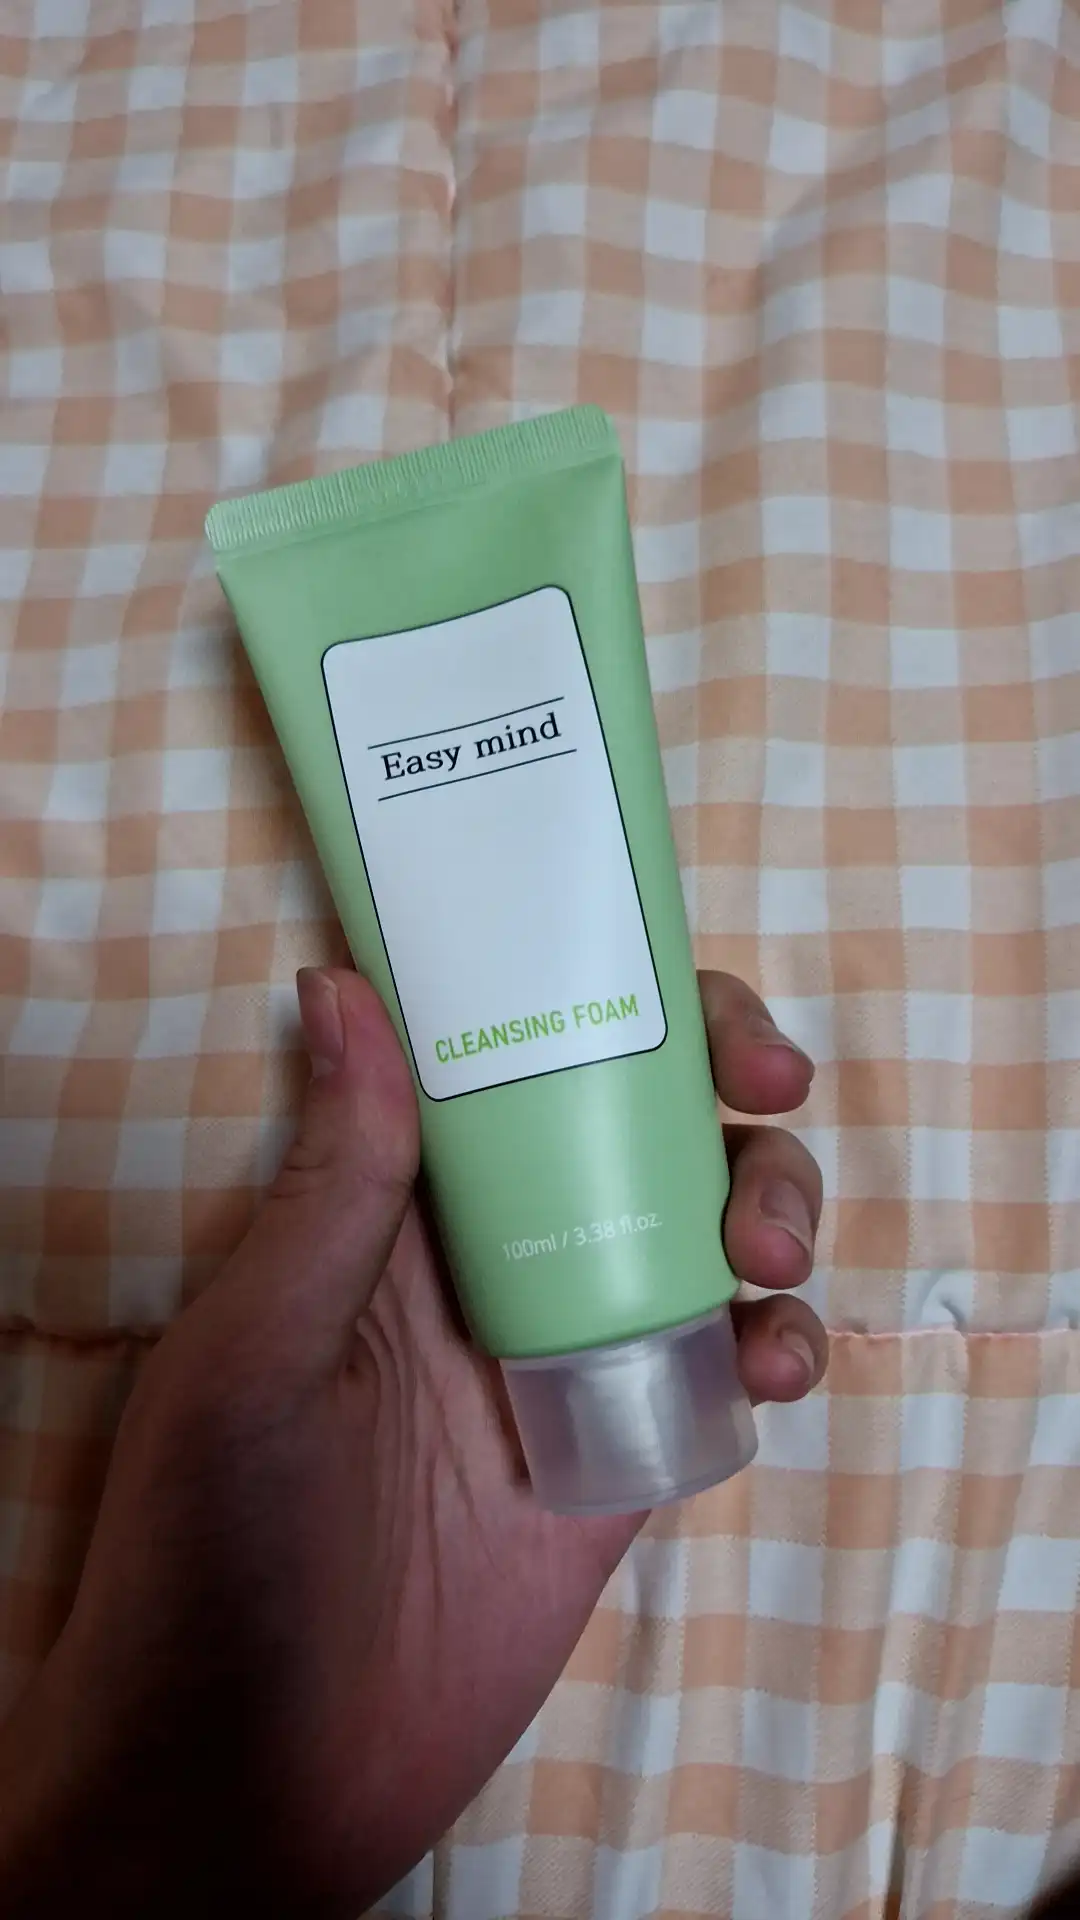 Easy mind
CLEANSING FOAM
100ml / 3.38 fl.oz.